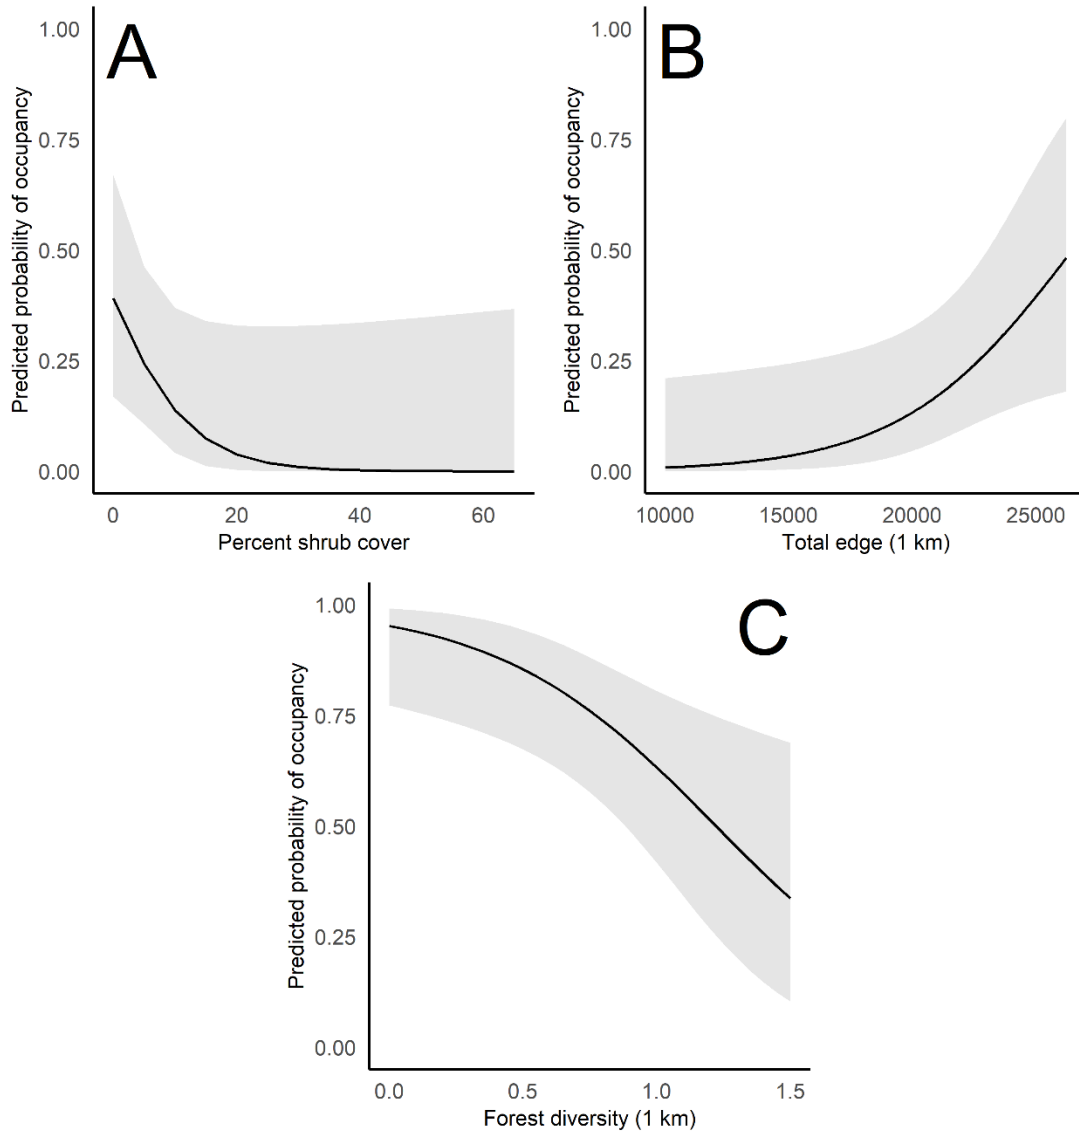 A
Predicted probability of occupancy
1.00
0.75
0.50
0.25
0.00
0 20 40 60
Percent shrub cover
B
Predicted probability of occupancy
1.00
0.75
0.50
0.25
0.00
10000 15000 20000 25000
Total edge (1 km)
C
Predicted probability of occupancy
1.00
0.75
0.50
0.25
0.00
0.0 0.5 1.0 1.5
Forest diversity (1 km)